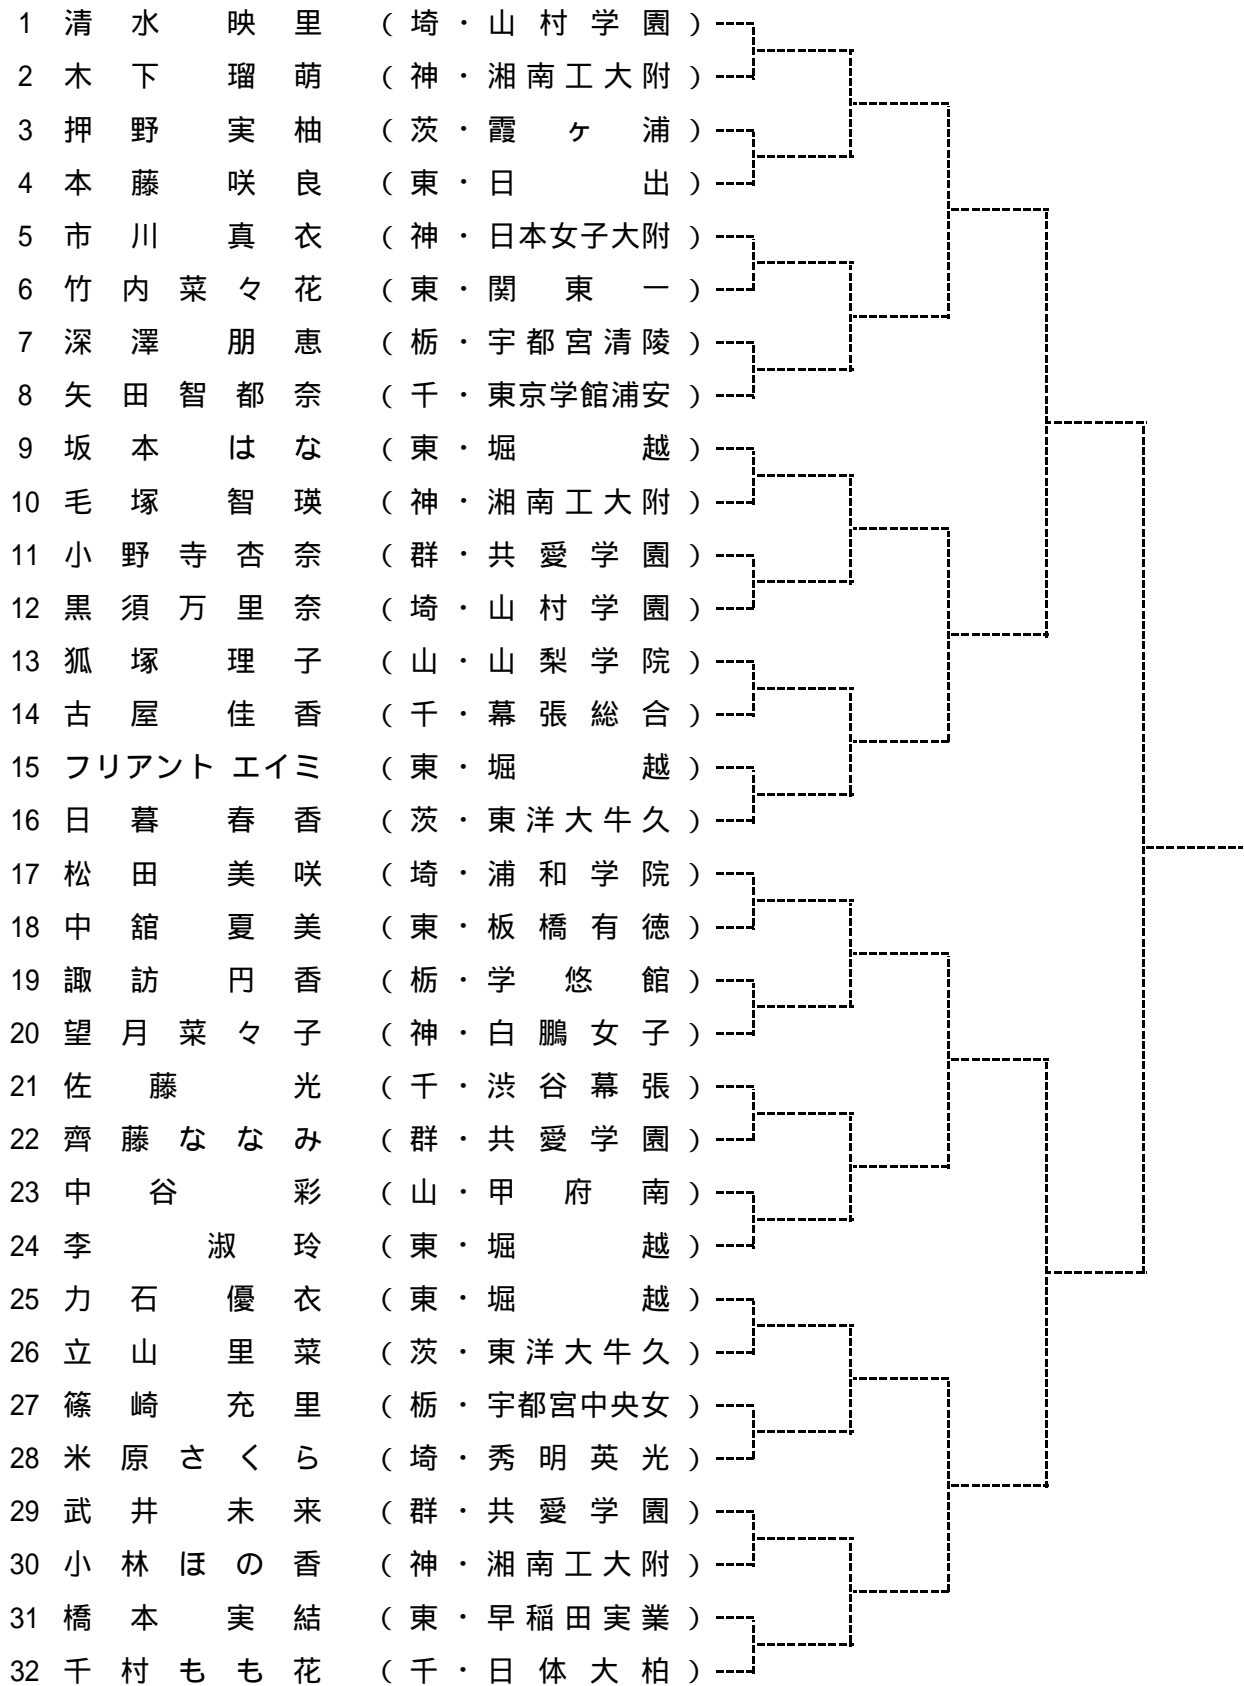 1 清水 映里 (埼・山村学園)
2 木下 瑠萌 (神・湘南工大附)
3 押野 実柚 (茨・霞ヶ浦)
4 本藤 咲良 (東・日出)
5 市川 真衣 (神・日本女子大附)
6 竹内菜々花 (東・関東一)
7 深澤 朋恵 (栃・宇都宮清陵)
8 矢田智都奈 (千・東京学館浦安)
9 坂本 はな (東・堀越)
10 毛塚 智瑛 (神・湘南工大附)
11 小野寺杏奈 (群・共愛学園)
12 黒須万里奈 (埼・山村学園)
13 狐塚 理子 (山・山梨学院)
14 古屋 佳香 (千・幕張総合)
15 フリアント エイミ (東・堀越)
16 日暮 春香 (茨・東洋大牛久)
17 松田 美咲 (埼・浦和学院)
18 中舘 夏美 (東・板橋有徳)
19 諏訪 円香 (栃・学悠館)
20 望月菜々子 (神・白鵬女子)
21 佐藤 光 (千・渋谷幕張)
22 齊藤ななみ (群・共愛学園)
23 中谷 彩 (山・甲府南)
24 李 淑玲 (東・堀越)
25 力石 優衣 (東・堀越)
26 立山 里菜 (茨・東洋大牛久)
27 篠崎 充里 (栃・宇都宮中央女)
28 米原さくら (埼・秀明英光)
29 武井 未来 (群・共愛学園)
30 小林ほの香 (神・湘南工大附)
31 橋本 実結 (東・早稲田実業)
32 千村もも花 (千・日体大柏)